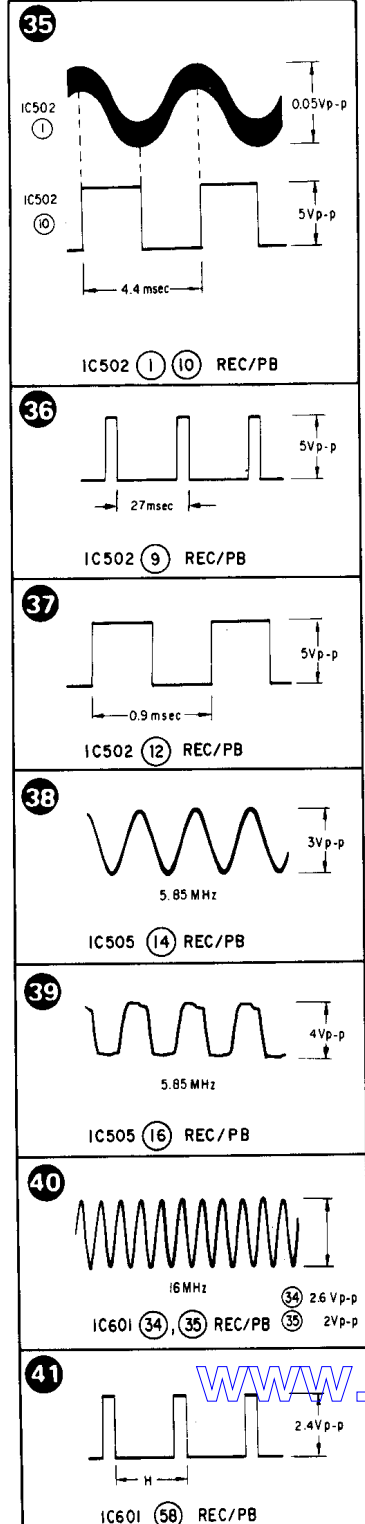 35
IC502
1
0.05Vp-p
IC502
10
5Vp-p
4.4 msec
IC502 1 10 REC/PB
36
5Vp-p
27msec
IC502 9 REC/PB
37
5Vp-p
0.9 msec
IC502 12 REC/PB
38
3Vp-p
5.85 MHz
IC505 14 REC/PB
39
4Vp-p
5.85 MHz
IC505 16 REC/PB
40
16MHz
34 2.6 Vp-p
IC601 34, 35 REC/PB 35 2Vp-p
41
www.
2.4Vp-p
H
IC601 58 REC/PB